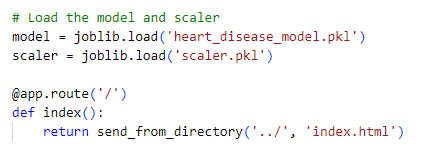 # Load the model and scaler
model = joblib.load('heart_disease_model.pkl')
scaler = joblib.load('scaler.pkl')
@app.route('/')
def index():
    return send_from_directory('../', 'index.html')